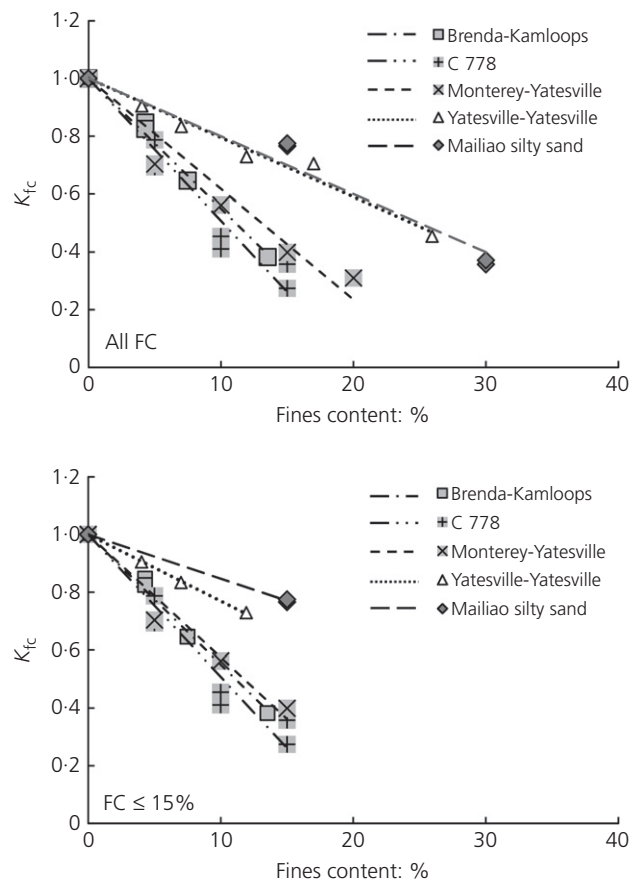 1·2
1·0
0·8
0·6
0·4
0·2
0
K_fc
Brenda-Kamloops
C 778
Monterey-Yatesville
Yatesville-Yatesville
Mailiao silty sand
All FC
0 10 20 30 40
Fines content: %
1·2
1·0
0·8
0·6
0·4
0·2
0
K_fc
Brenda-Kamloops
C 778
Monterey-Yatesville
Yatesville-Yatesville
Mailiao silty sand
FC ≤ 15%
0 10 20 30 40
Fines content: %